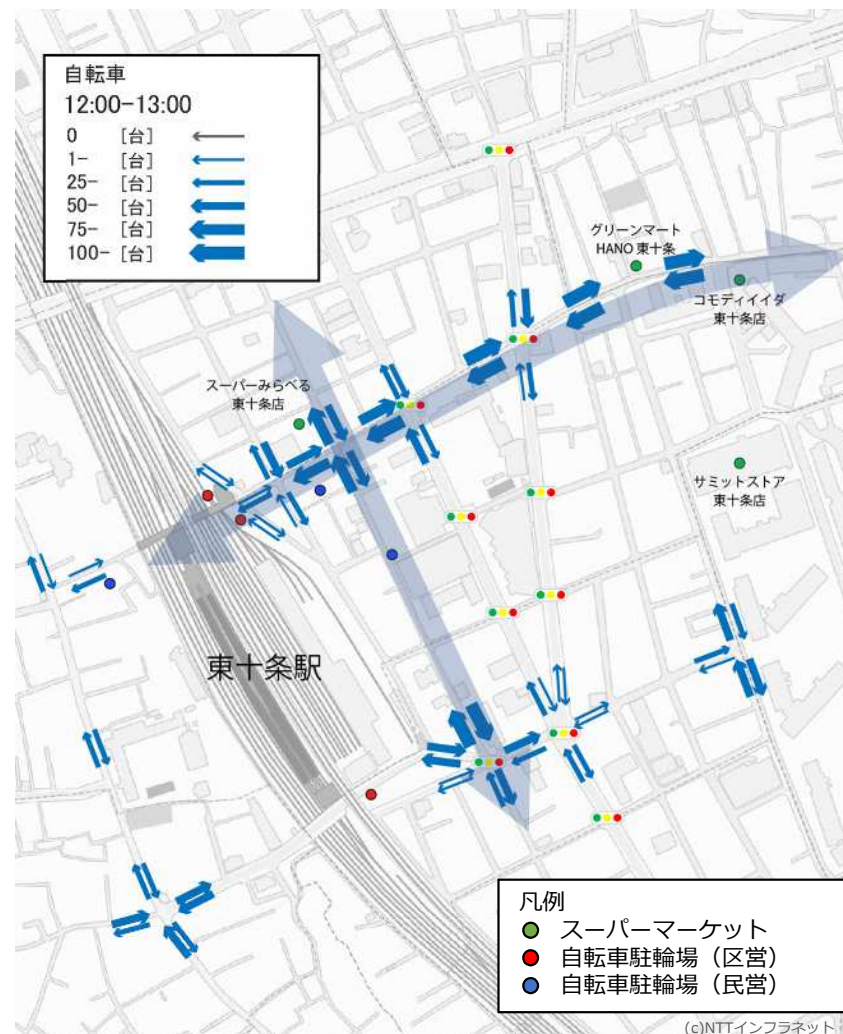 自転車
12:00-13:00
0 [台]
1- [台]
25- [台]
50- [台]
75- [台]
100- [台]
グリーンマート
HANO 東十条
コモディイイダ
東十条店
スーパーみらべる
東十条店
サミットストア
東十条店
東十条駅
凡例
スーパーマーケット
自転車駐輪場（区営）
自転車駐輪場（民営）
(c)NTTインフラネット